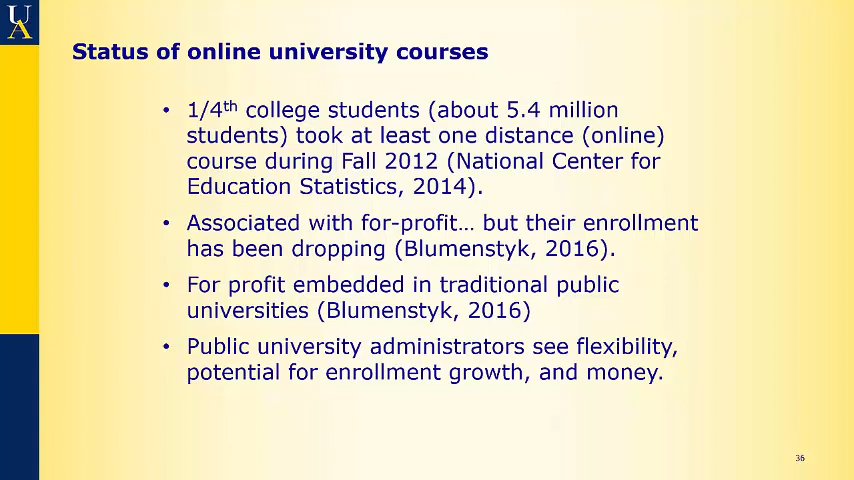 UA
Status of online university courses
• 1/4th college students (about 5.4 million
students) took at least one distance (online)
course during Fall 2012 (National Center for
Education Statistics, 2014).
• Associated with for-profit… but their enrollment
has been dropping (Blumenstyk, 2016).
• For profit embedded in traditional public
universities (Blumenstyk, 2016)
• Public university administrators see flexibility,
potential for enrollment growth, and money.
36